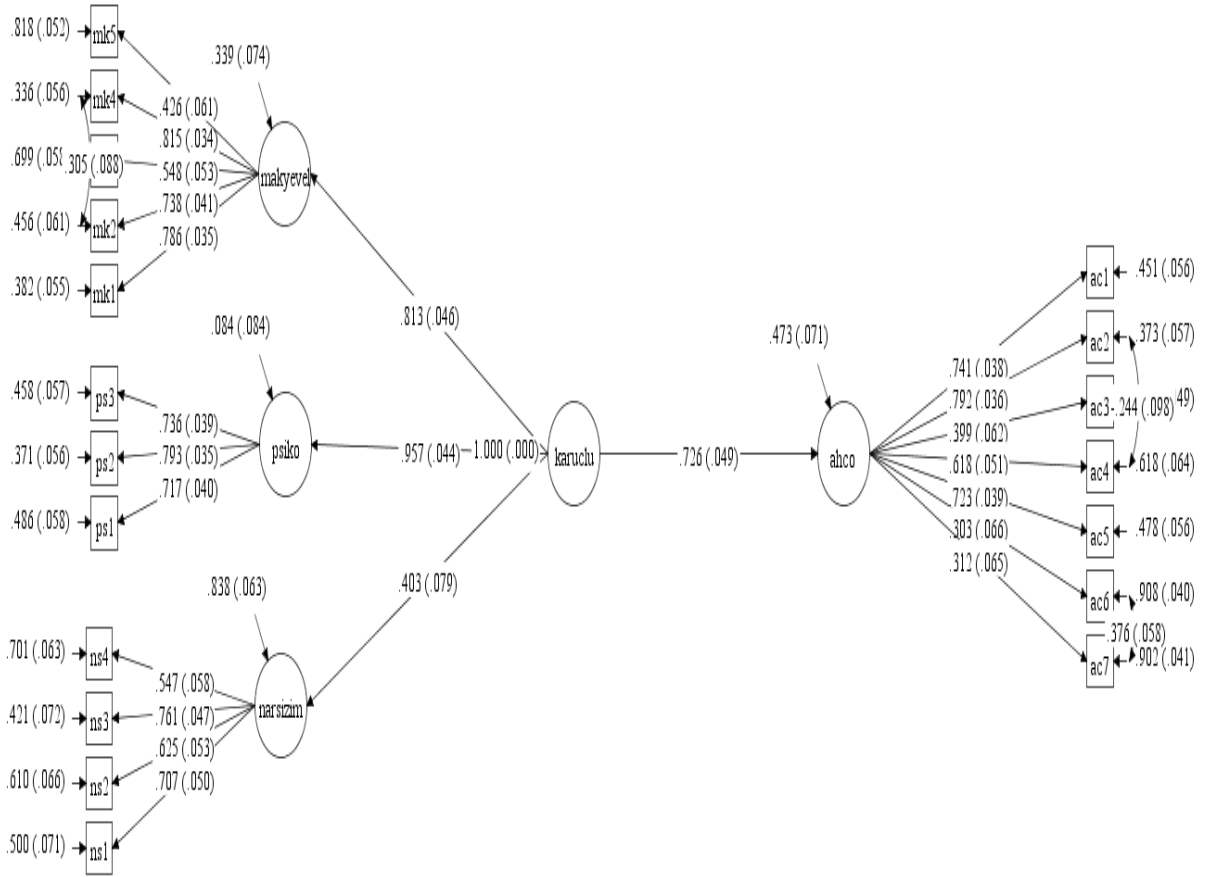 .818 (.052)
mk5
.339 (.074)
.336 (.056)
mk4
.426 (.061)
.815 (.034)
.699 (.058
.305 (.088)
.548 (.053)
makyevel
.738 (.041)
.456 (.061)
mk2
.786 (.035)
.382 (.055)
mk1
.813 (.046)
.084 (.084)
.458 (.057)
ps3
.736 (.039)
.371 (.056)
ps2
.793 (.035)
psiko
.957 (.044)
1.000 (.000)
karuclu
.717 (.040)
.486 (.058)
ps1
.403 (.079)
.838 (.063)
.701 (.063)
ns4
.547 (.058)
.421 (.072)
ns3
.761 (.047)
narsizim
.625 (.053)
.610 (.066)
ns2
.707 (.050)
.500 (.071)
ns1
.726 (.049)
.473 (.071)
ahco
.741 (.038)
.792 (.036)
.399 (.062)
.618 (.051)
.723 (.039)
.303 (.066)
.312 (.065)
ac1
.451 (.056)
ac2
.373 (.057)
ac3
-.244 (.098)
49)
ac4
.618 (.064)
ac5
.478 (.056)
ac6
.908 (.040)
.376 (.058)
ac7
.902 (.041)